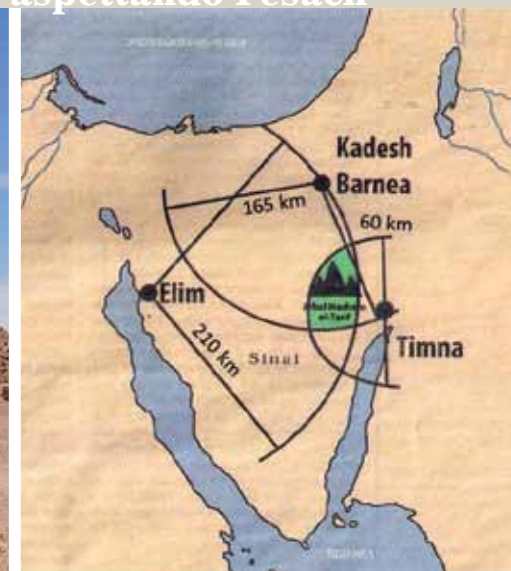 aspettando Pesach
Kadesh
Barnea
165 km
60 km
Elim
210 km
Sinai
Timna